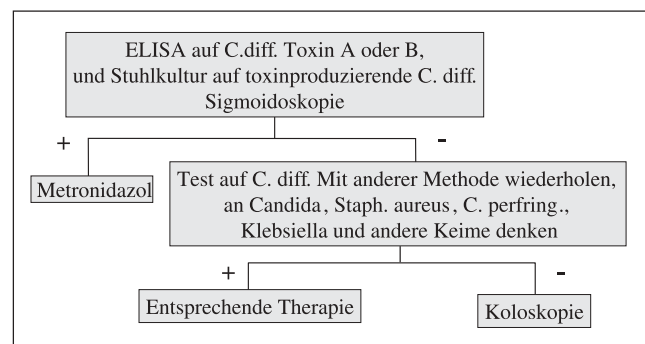 ELISA auf C.diff. Toxin A oder B,
und Stuhlkultur auf toxinproduzierende C. diff.
Sigmoidoskopie
+
-
Metronidazol
Test auf C. diff. Mit anderer Methode wiederholen,
an Candida, Staph. aureus, C. perfring.,
Klebsiella und andere Keime denken
+
-
Entsprechende Therapie
Koloskopie